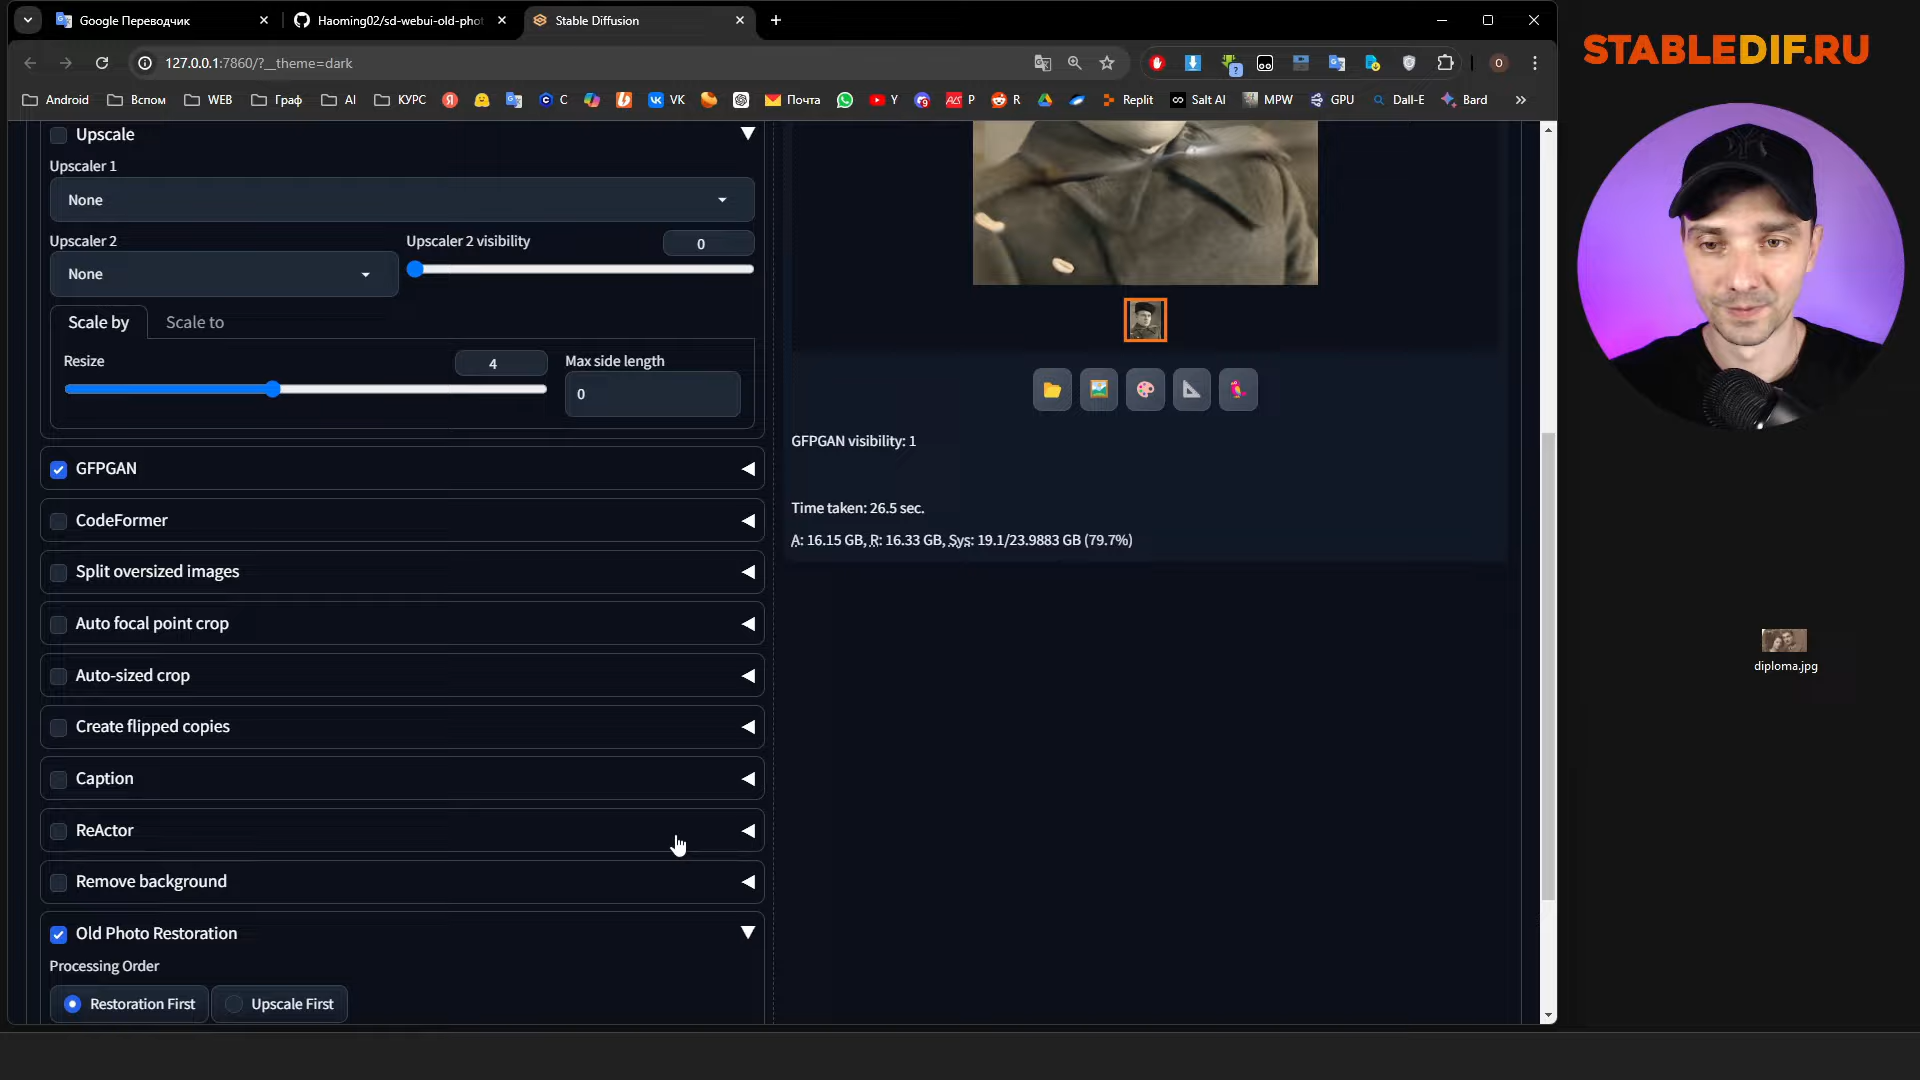 Google Переводчик
Haoming02/sd-webui-old-phot
Stable Diffusion
STABLEDIF.RU
127.0.0.1:7860/?__theme=dark
Android
Вспом
WEB
Граф
AI
КУРС
C
VK
Почта
Y
P
R
Replit
Salt AI
MPW
GPU
Dall-E
Bard
Upscale
Upscaler 1
None
Upscaler 2
Upscaler 2 visibility
0
None
Scale by
Scale to
Resize
4
Max side length
0
GFPGAN
CodeFormer
Split oversized images
Auto focal point crop
Auto-sized crop
Create flipped copies
Caption
ReActor
Remove background
Old Photo Restoration
Processing Order
Restoration First
Upscale First
GFPGAN visibility: 1
Time taken: 26.5 sec.
A: 16.15 GB, R: 16.33 GB, Sys: 19.1/23.9883 GB (79.7%)
diploma.jpg